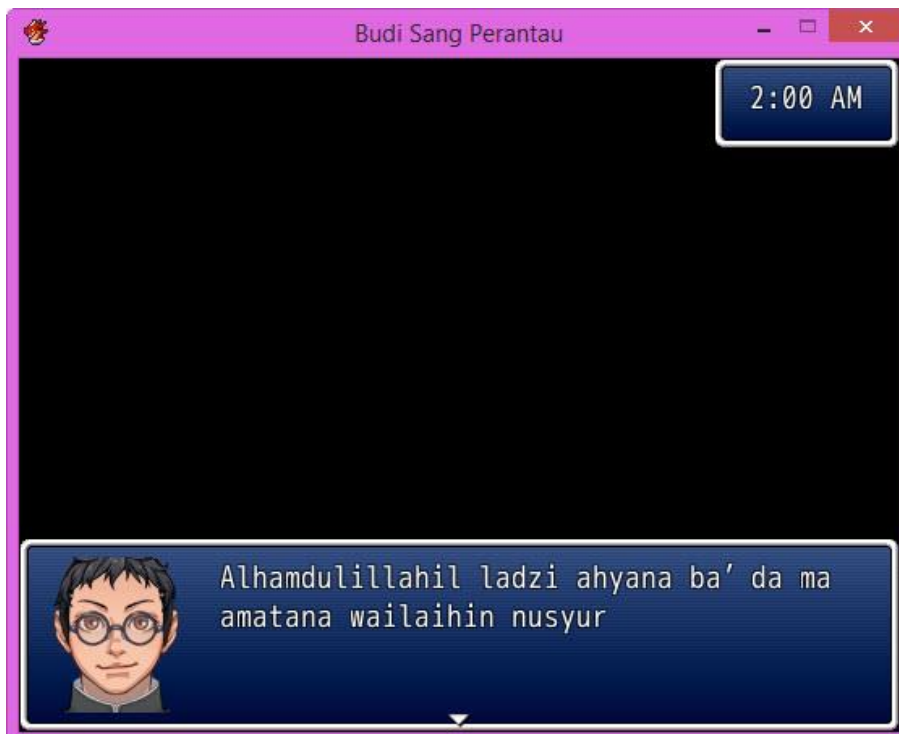 Budi Sang Perantau
2:00 AM
Alhamdulillahil ladzi ahyana ba’ da ma
amatana wailaihin nusyur